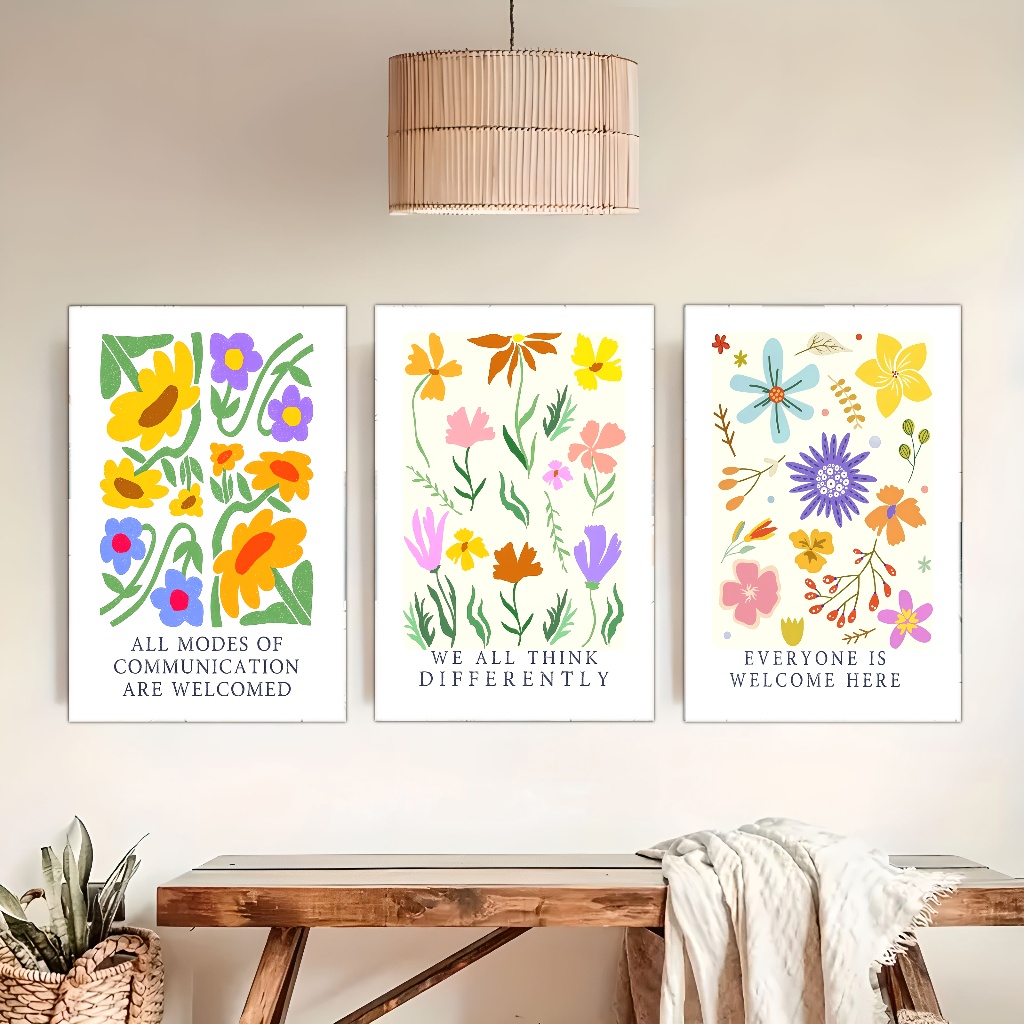 ALL MODES OF
COMMUNICATION
ARE WELCOMED
WE ALL THINK
DIFFERENTLY
EVERYONE IS
WELCOME HERE